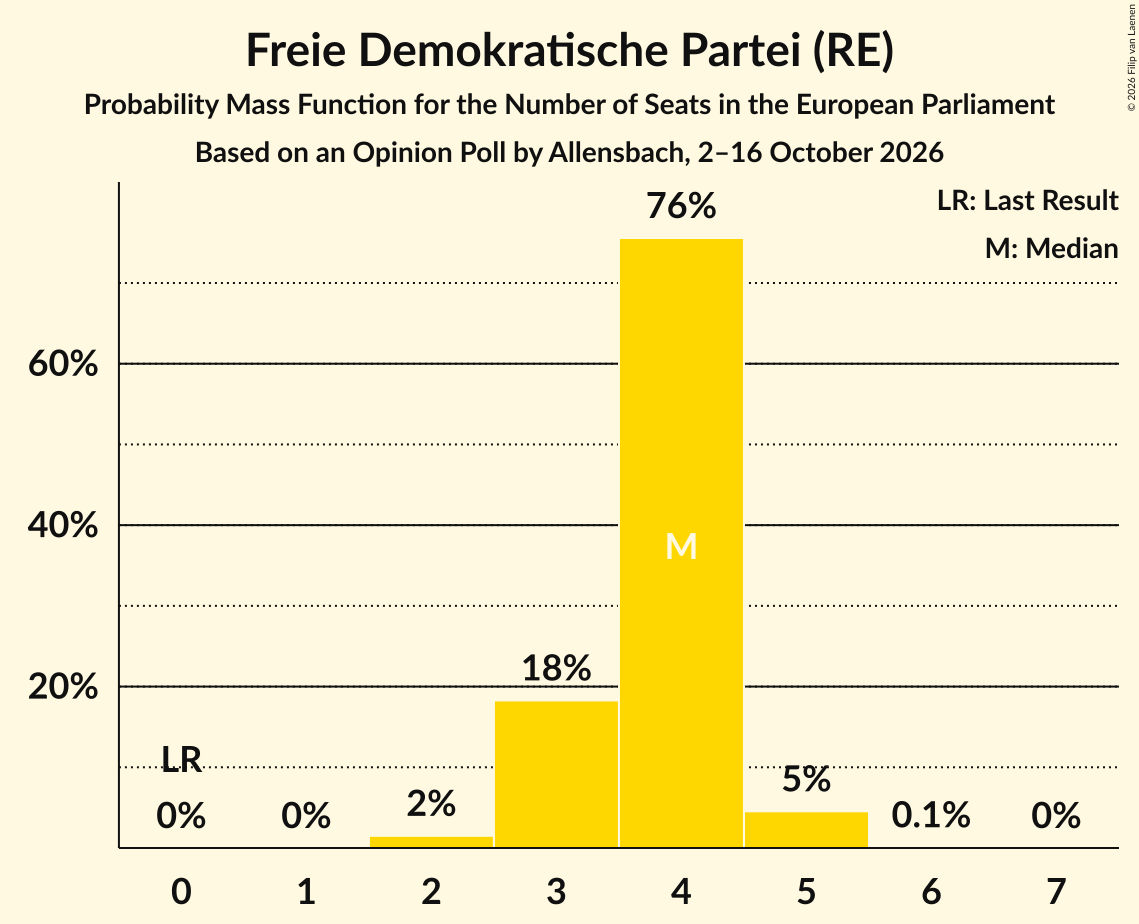 Freie Demokratische Partei (RE)
Probability Mass Function for the Number of Seats in the European Parliament
Based on an Opinion Poll by Allensbach, 2–16 October 2026
© 2026 Filip van Laenen
LR: Last Result
M: Median
76%
60%
40%
M
20%
18%
LR
0%
0%
2%
5%
0.1%
0%
0 1 2 3 4 5 6 7